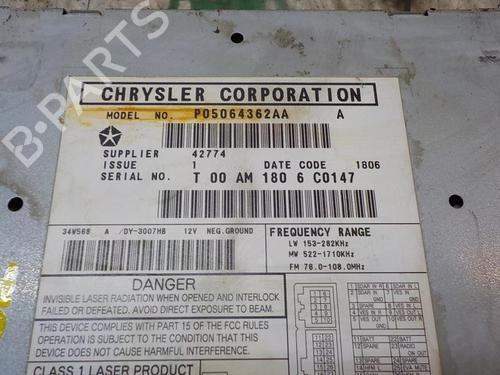 CHRYSLER CORPORATION
MODEL NO. P05064362AA A
SUPPLIER 42774
ISSUE 1 DATE CODE 1806
SERIAL NO. T 00 AM 180 6 C0147
34W568 A /DY-3007HB 12V NEG.GROUND
FREQUENCY RANGE
LW 153-282KHz
MW 522-1710KHz
FM 76.0-108.0MHz
DANGER
INVISIBLE LASER RADIATION WHEN OPENED AND INTERLOCK
FAILED OR DEFEATED. AVOID DIRECT EXPOSURE TO BEAM.
THIS DEVICE COMPLIES WITH PART 15 OF THE FCC RULES
OPERATION IS SUBJECT TO THE CONDITION THAT THIS
DEVICE DOES NOT CAUSE HARMFUL INTERFERENCE.
CLASS 1 LASER PRODUCT
B-PARTS